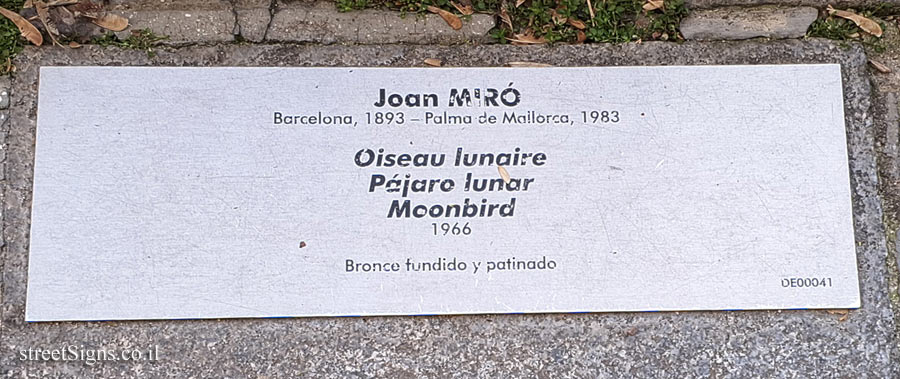 Joan MIRÓ
Barcelona, 1893 – Palma de Mallorca, 1983
Oiseau lunaire
Pájaro lunar
Moonbird
1966
Bronce fundido y patinado
DE00041
streetSigns.co.il